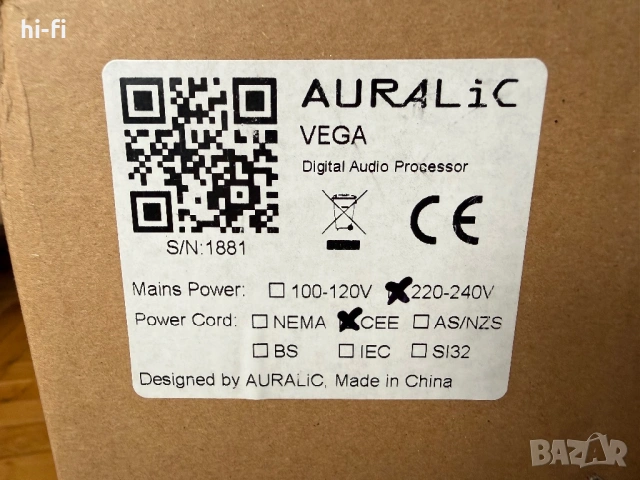 hi-fi
AURALiC
VEGA
Digital Audio Processor
CE
S/N:1881
Mains Power: 100-120V 220-240V
Power Cord: NEMA CEE AS/NZS
BS IEC SI32
Designed by AURALiC, Made in China
BAZAR